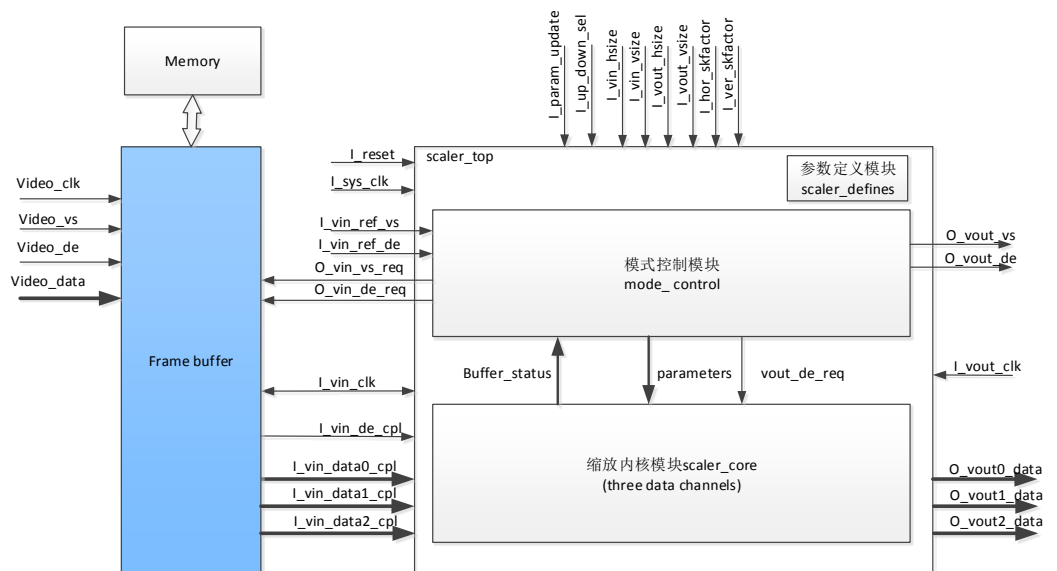 Memory
I_param_update
I_up_down_sel
I_vin_hsize
I_vin_vsize
I_vout_hsize
I_vout_vsize
I_hor_skfactor
I_ver_skfactor
I_reset
scaler_top
参数定义模块
scaler_defines
I_sys_clk
Video_clk
Video_vs
Video_de
Video_data
I_vin_ref_vs
I_vin_ref_de
O_vin_vs_req
O_vin_de_req
模式控制模块
mode_ control
O_vout_vs
O_vout_de
Frame buffer
Buffer_status
parameters
vout_de_req
I_vin_clk
I_vout_clk
I_vin_de_cpl
I_vin_data0_cpl
I_vin_data1_cpl
I_vin_data2_cpl
缩放内核模块scaler_core
(three data channels)
O_vout0_data
O_vout1_data
O_vout2_data